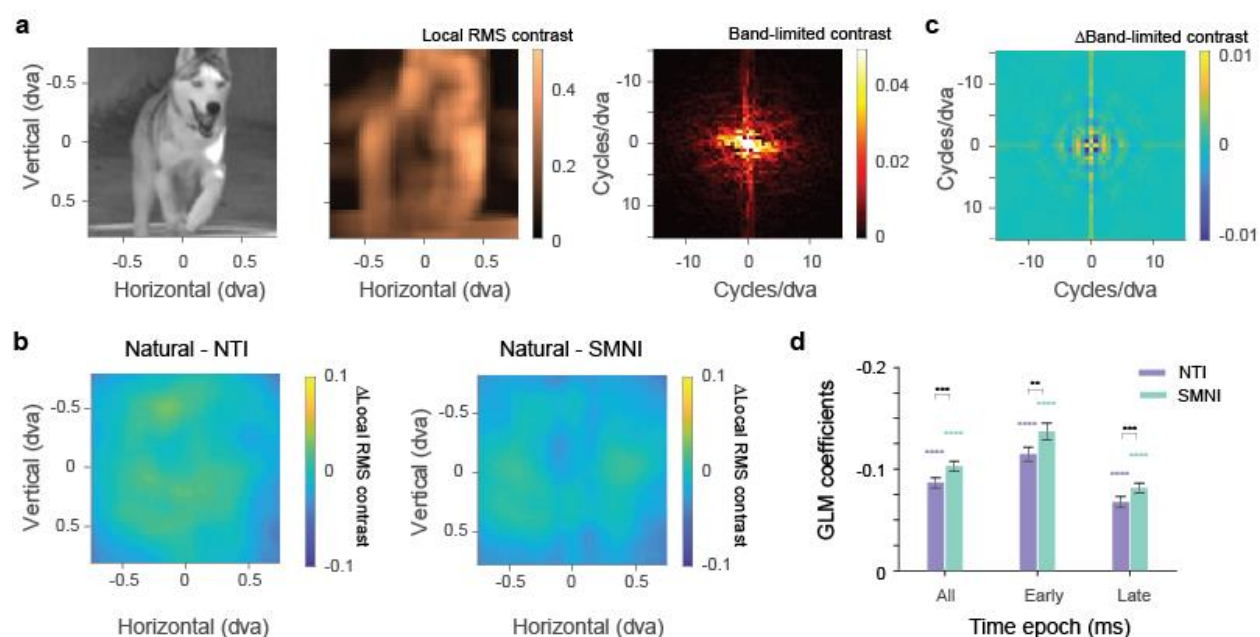 a
Local RMS contrast
Band-limited contrast
c
ΔBand-limited contrast
Vertical (dva)
-0.5
0
0.5
-0.5
0
0.5
Horizontal (dva)
-0.5
0
0.5
Horizontal (dva)
0.4
0.2
0
Cycles/dva
-10
0
10
-10
0
10
Cycles/dva
0.04
0.02
0
Cycles/dva
-10
0
10
-10
0
10
Cycles/dva
0.01
0
-0.01
b
Natural - NTI
Natural - SMNI
d
Vertical (dva)
-0.5
0
0.5
-0.5
0
0.5
Horizontal (dva)
0.1
0
-0.1
ΔLocal RMS contrast
Vertical (dva)
-0.5
0
0.5
-0.5
0
0.5
Horizontal (dva)
0.1
0
-0.1
ΔLocal RMS contrast
GLM coefficients
-0.2
-0.1
0
NTI
SMNI
***
****
****
**
****
****
***
****
****
All
Early
Late
Time epoch (ms)